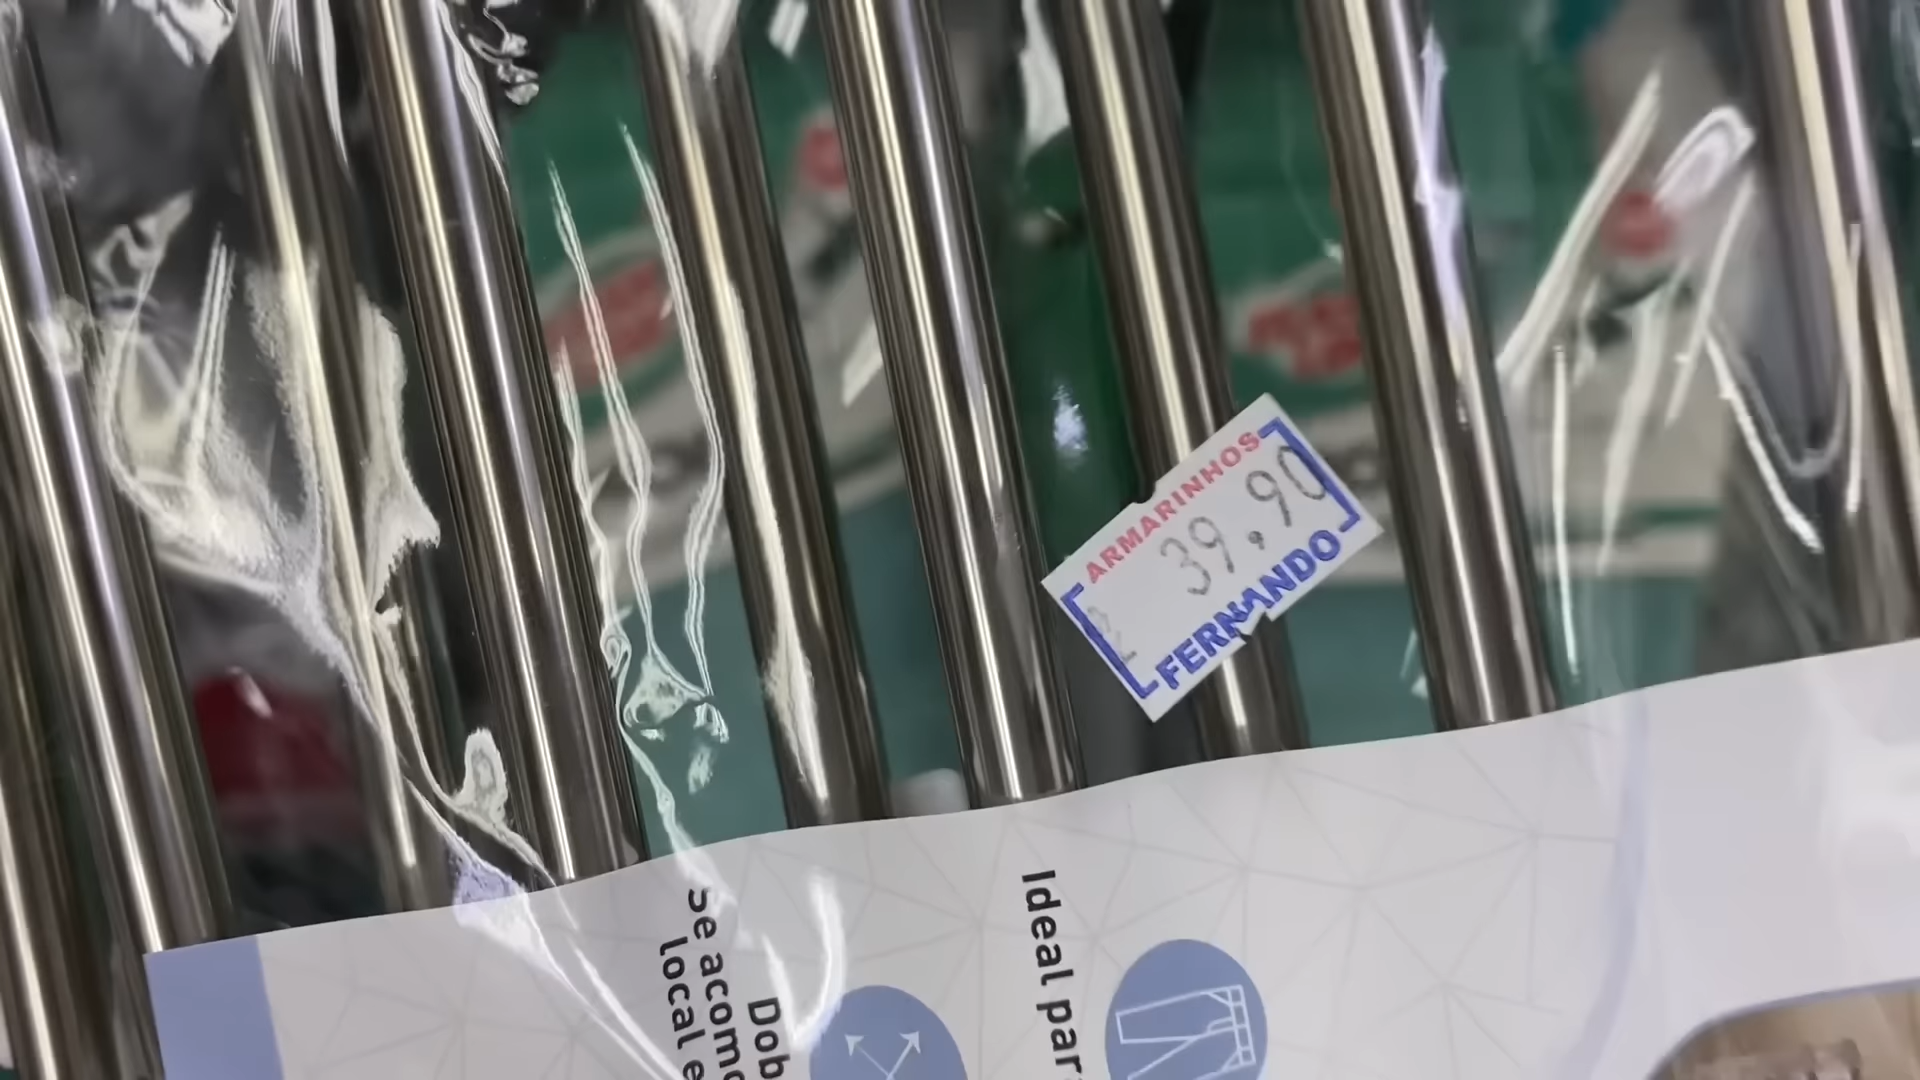 ARMARINHOS
39.90
FERNANDO
Ideal par
Dob
se acomo
local e